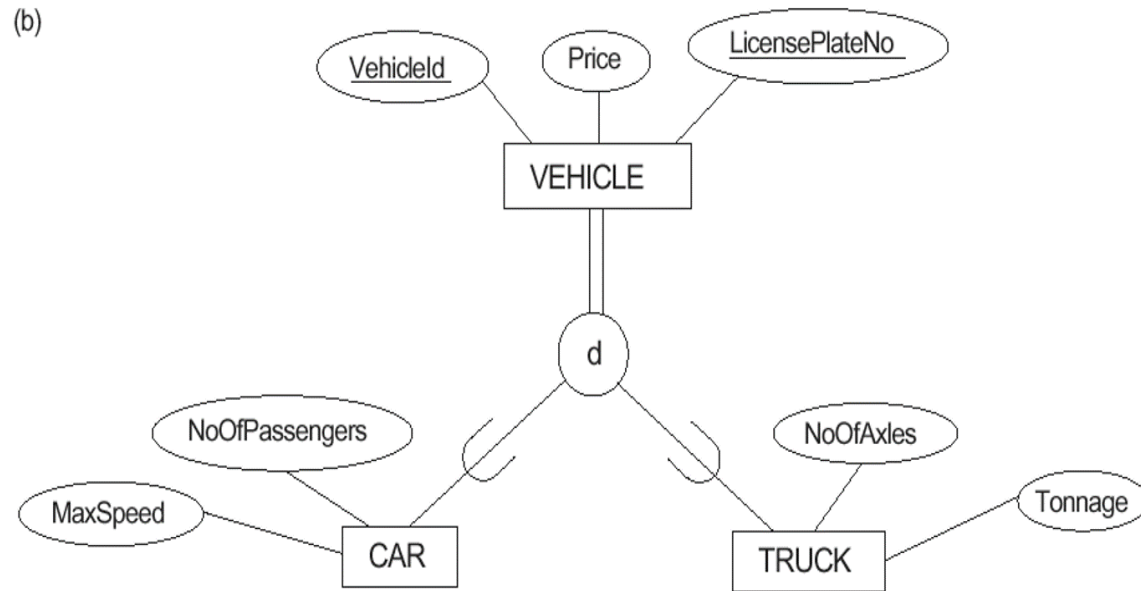 (b)
VehicleId
Price
LicensePlateNo
VEHICLE
d
NoOfPassengers
NoOfAxles
MaxSpeed
Tonnage
CAR
TRUCK